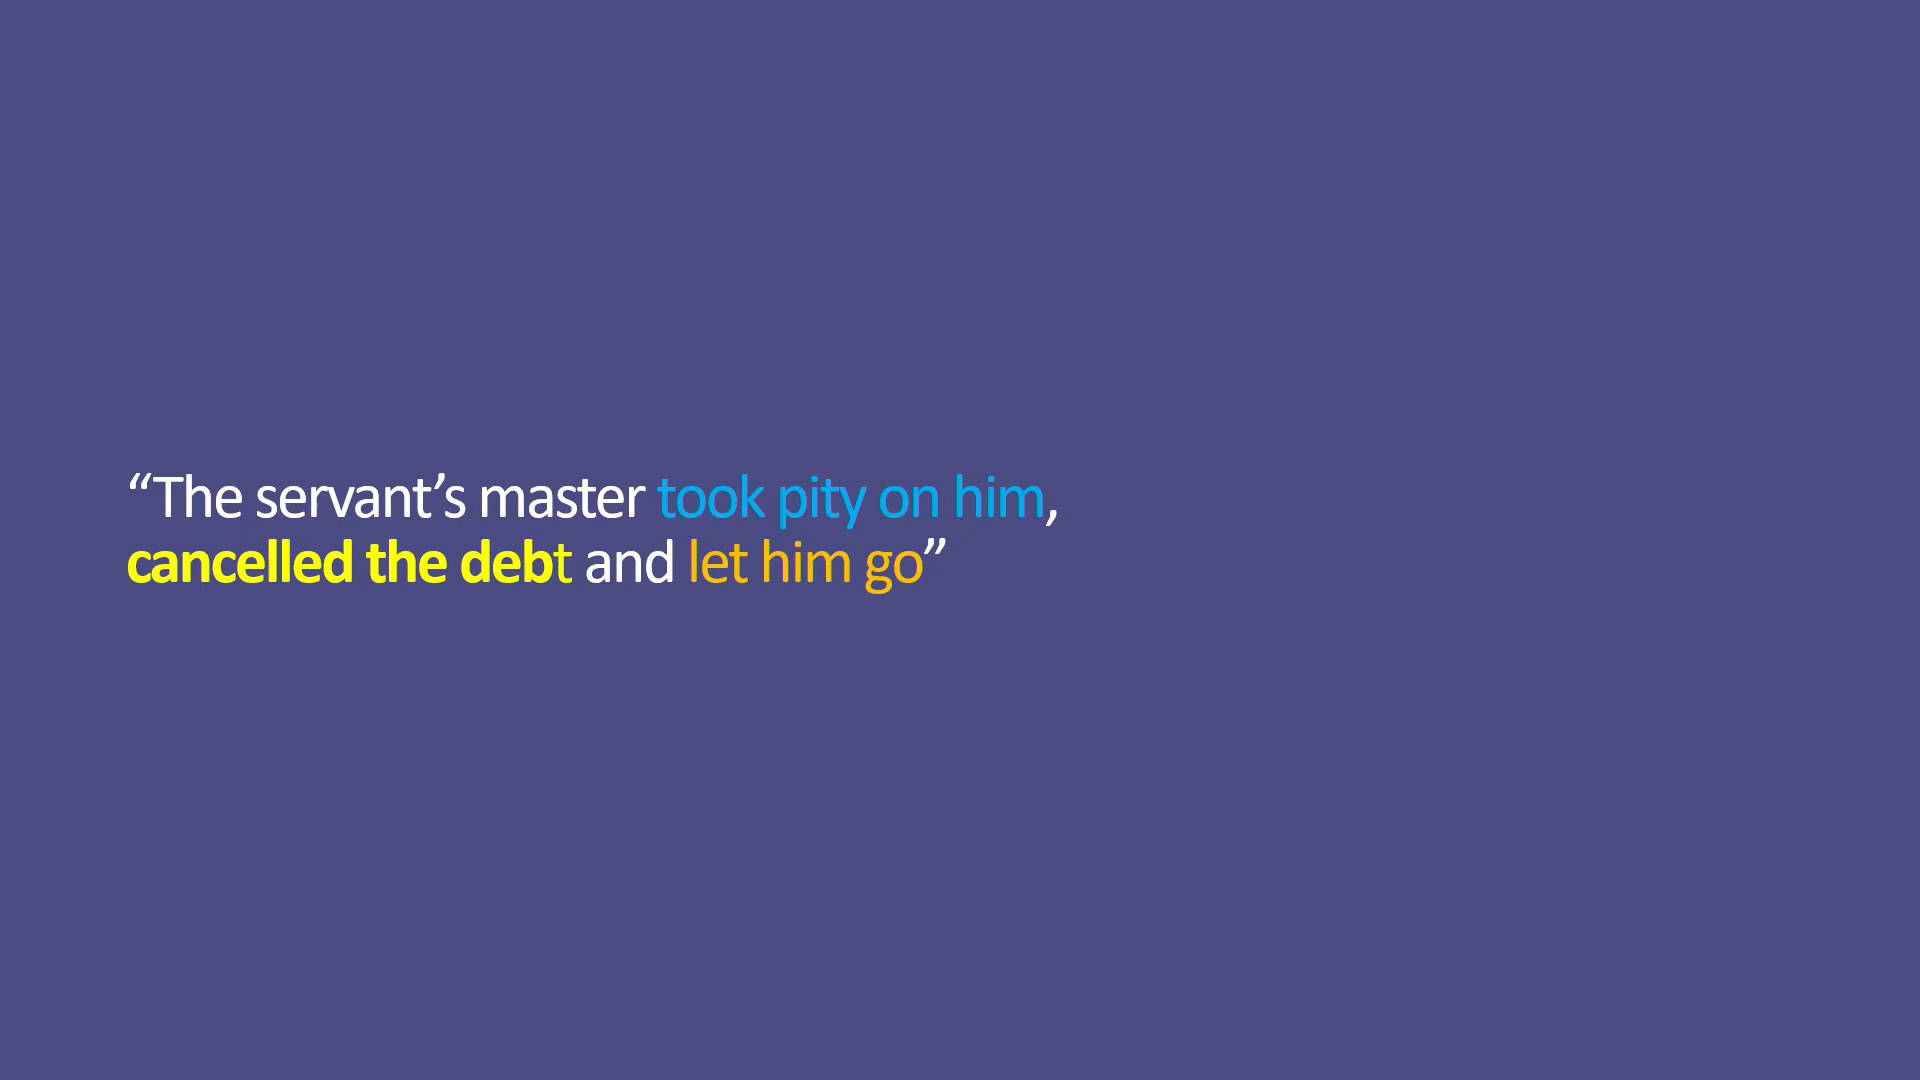 “The servant’s master took pity on him,
cancelled the debt and let him go”